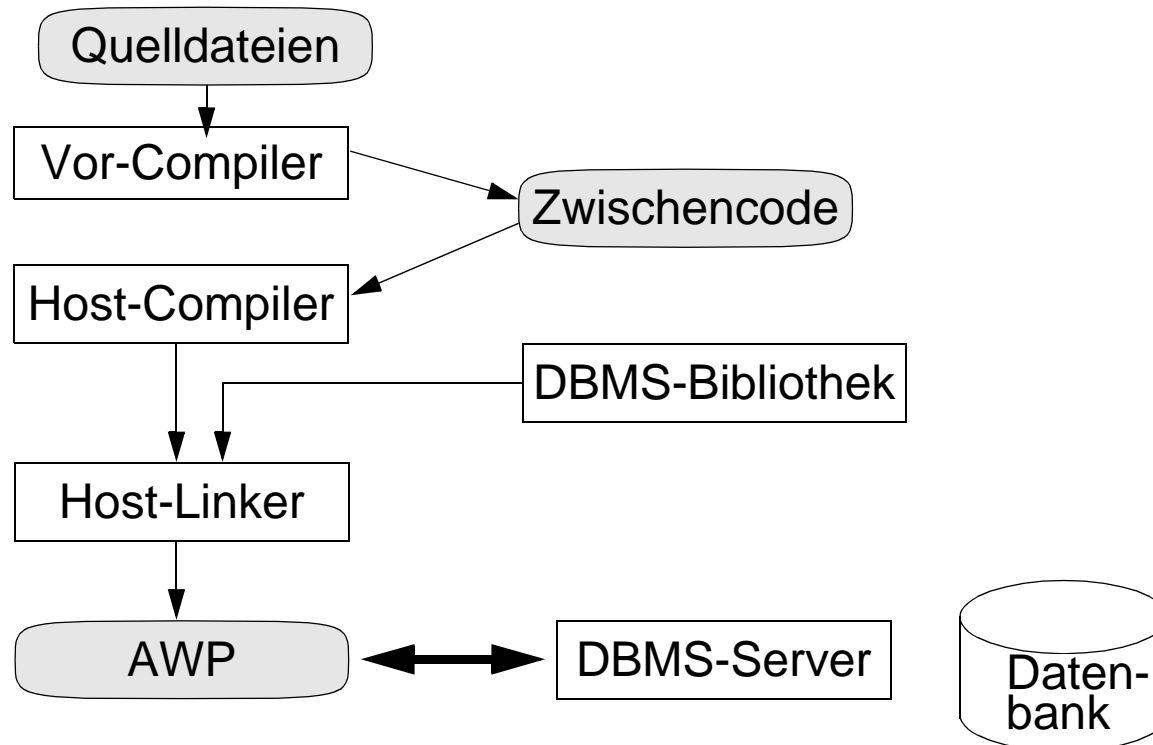 Quelldateien
Vor-Compiler
Zwischencode
Host-Compiler
DBMS-Bibliothek
Host-Linker
AWP
DBMS-Server
Daten-
bank